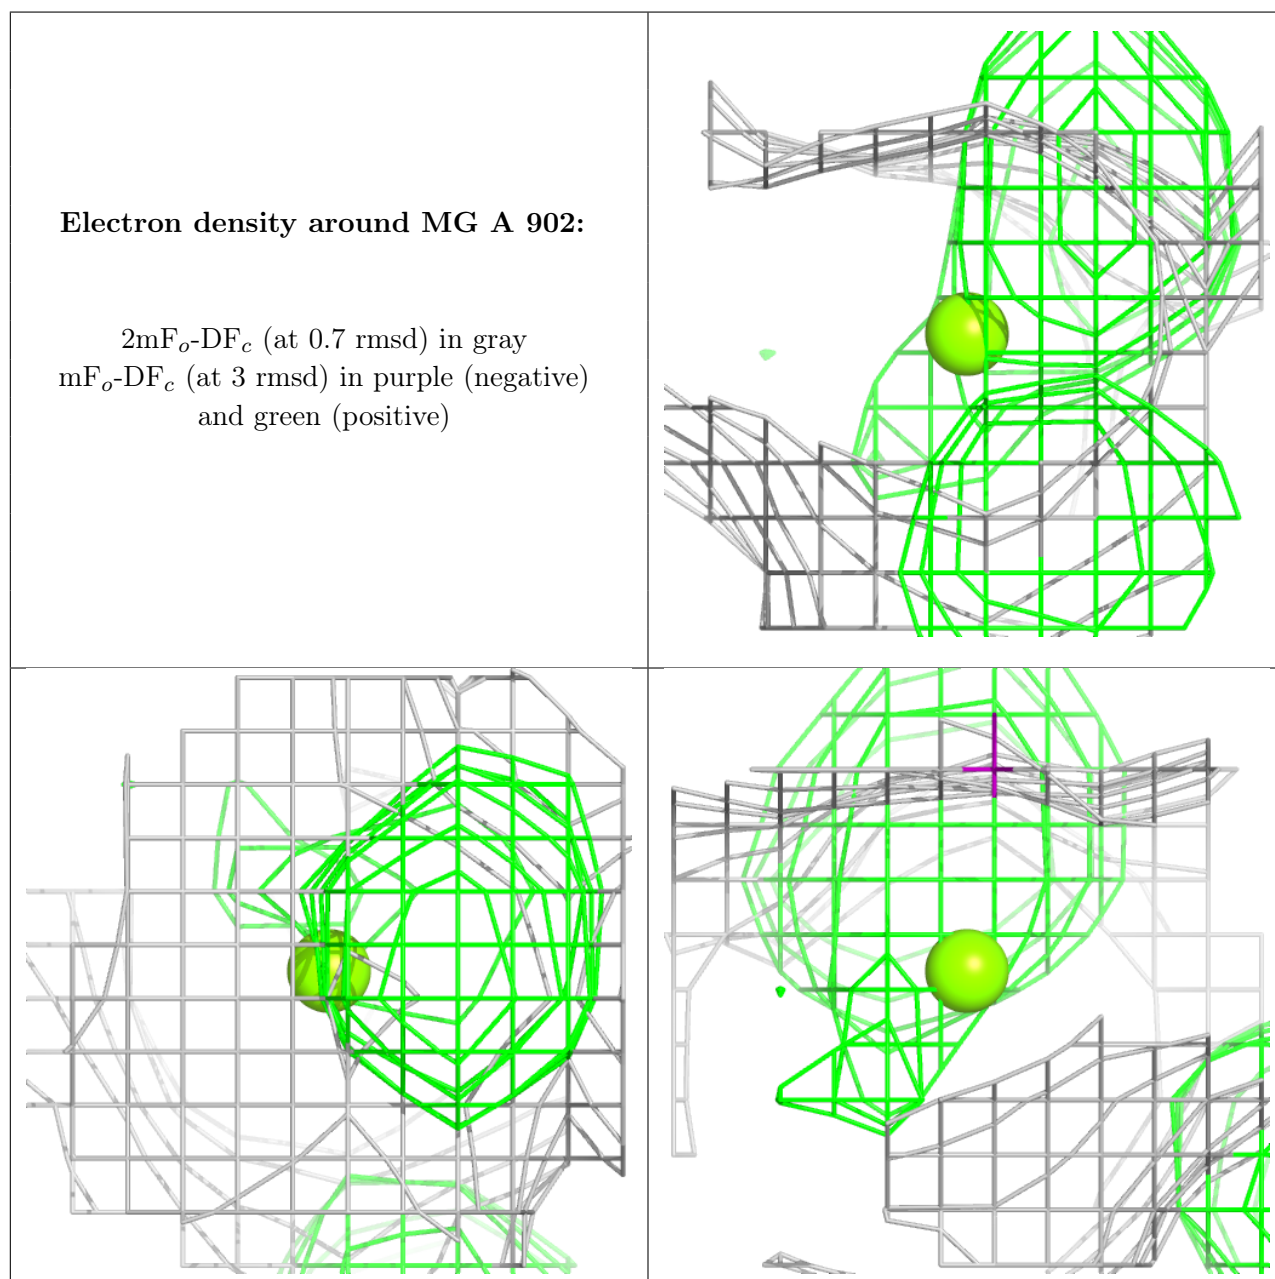 Electron density around MG A 902:
2mFo-DFc (at 0.7 rmsd) in gray
mFo-DFc (at 3 rmsd) in purple (negative)
and green (positive)